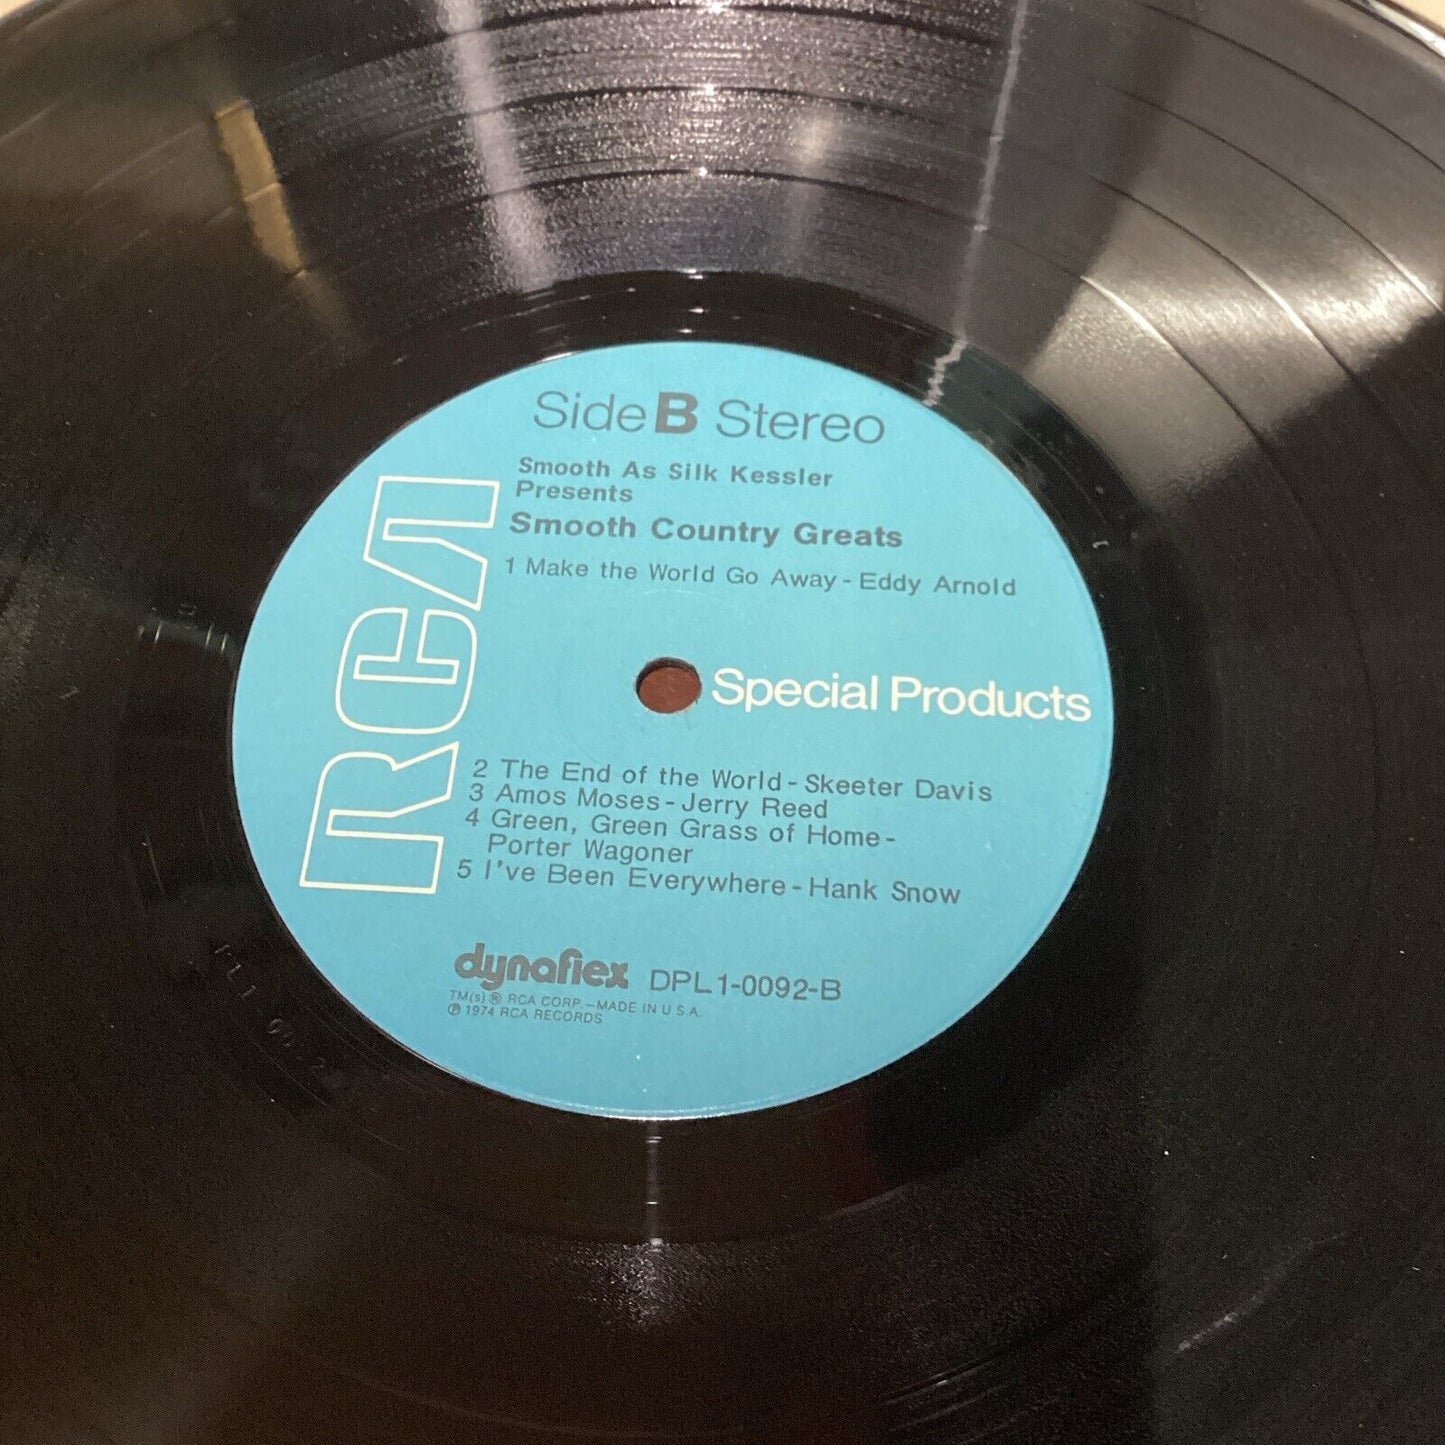 Side B Stereo
Smooth As Silk Kessler
Presents
Smooth Country Greats
1 Make the World Go Away - Eddy Arnold
RCA
Special Products
2 The End of the World - Skeeter Davis
3 Amos Moses - Jerry Reed
4 Green, Green Grass of Home -
Porter Wagoner
5 I've Been Everywhere - Hank Snow
dynaflex DPL1-0092-B
TM(s) ® RCA CORP.—MADE IN U.S.A.
℗ 1974 RCA RECORDS